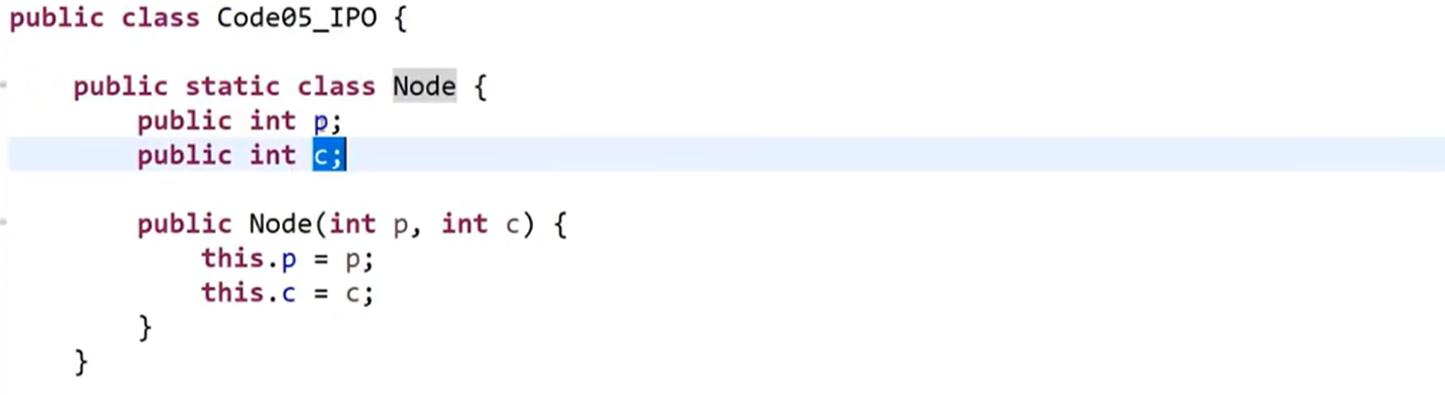 public class Code05_IPO {
public static class Node {
public int p;
public int c;
public Node(int p, int c) {
this.p = p;
this.c = c;
}
}